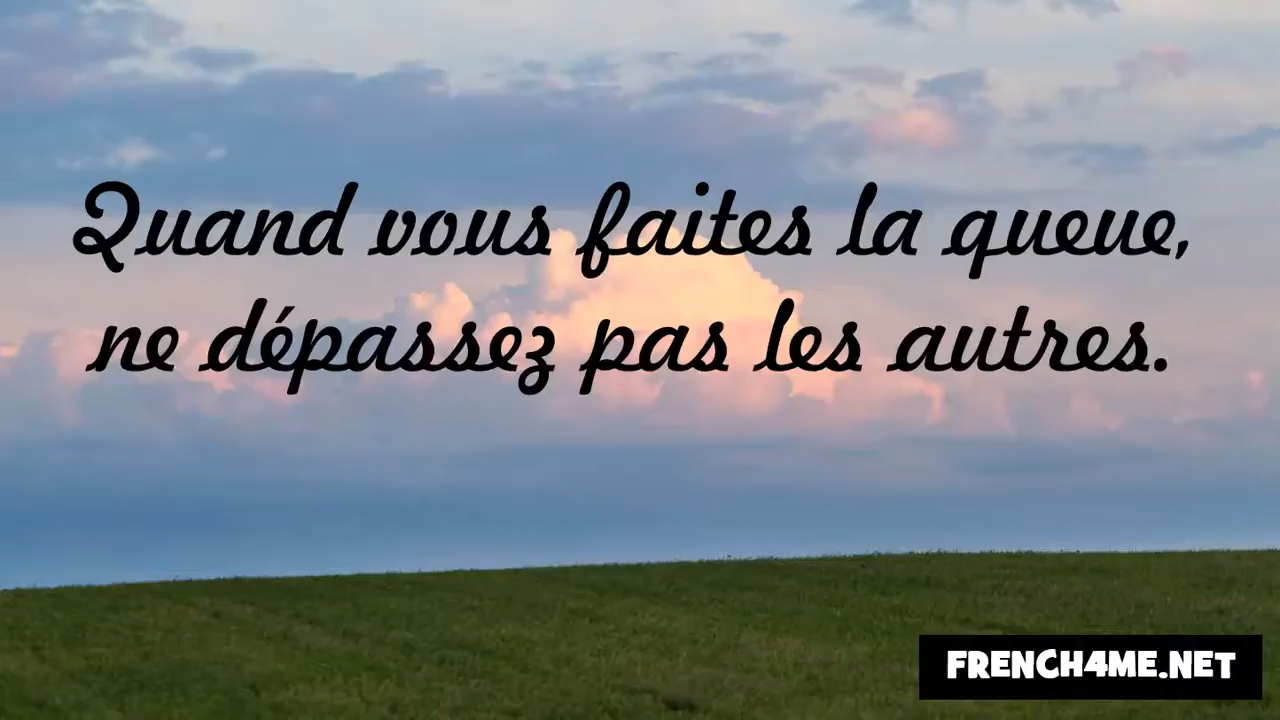 Quand vous faites la queue,
ne dépassez pas les autres.
FRENCH4ME.NET